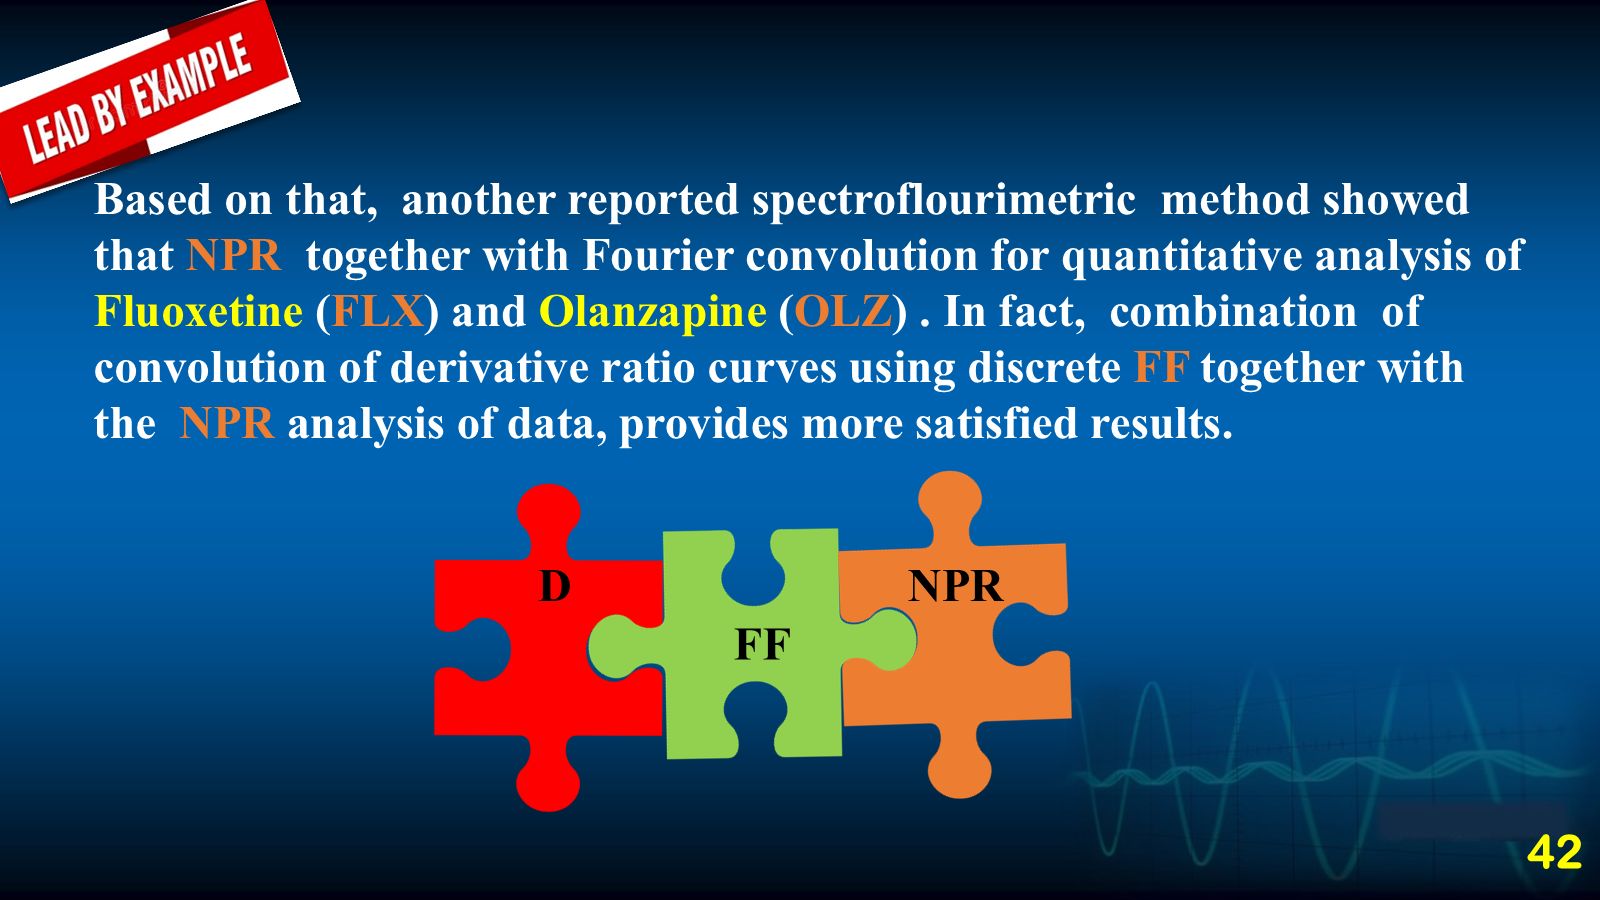 LEAD BY EXAMPLE
Based on that, another reported spectroflourimetric method showed
that NPR together with Fourier convolution for quantitative analysis of
Fluoxetine (FLX) and Olanzapine (OLZ) . In fact, combination of
convolution of derivative ratio curves using discrete FF together with
the NPR analysis of data, provides more satisfied results.
D
NPR
FF
42